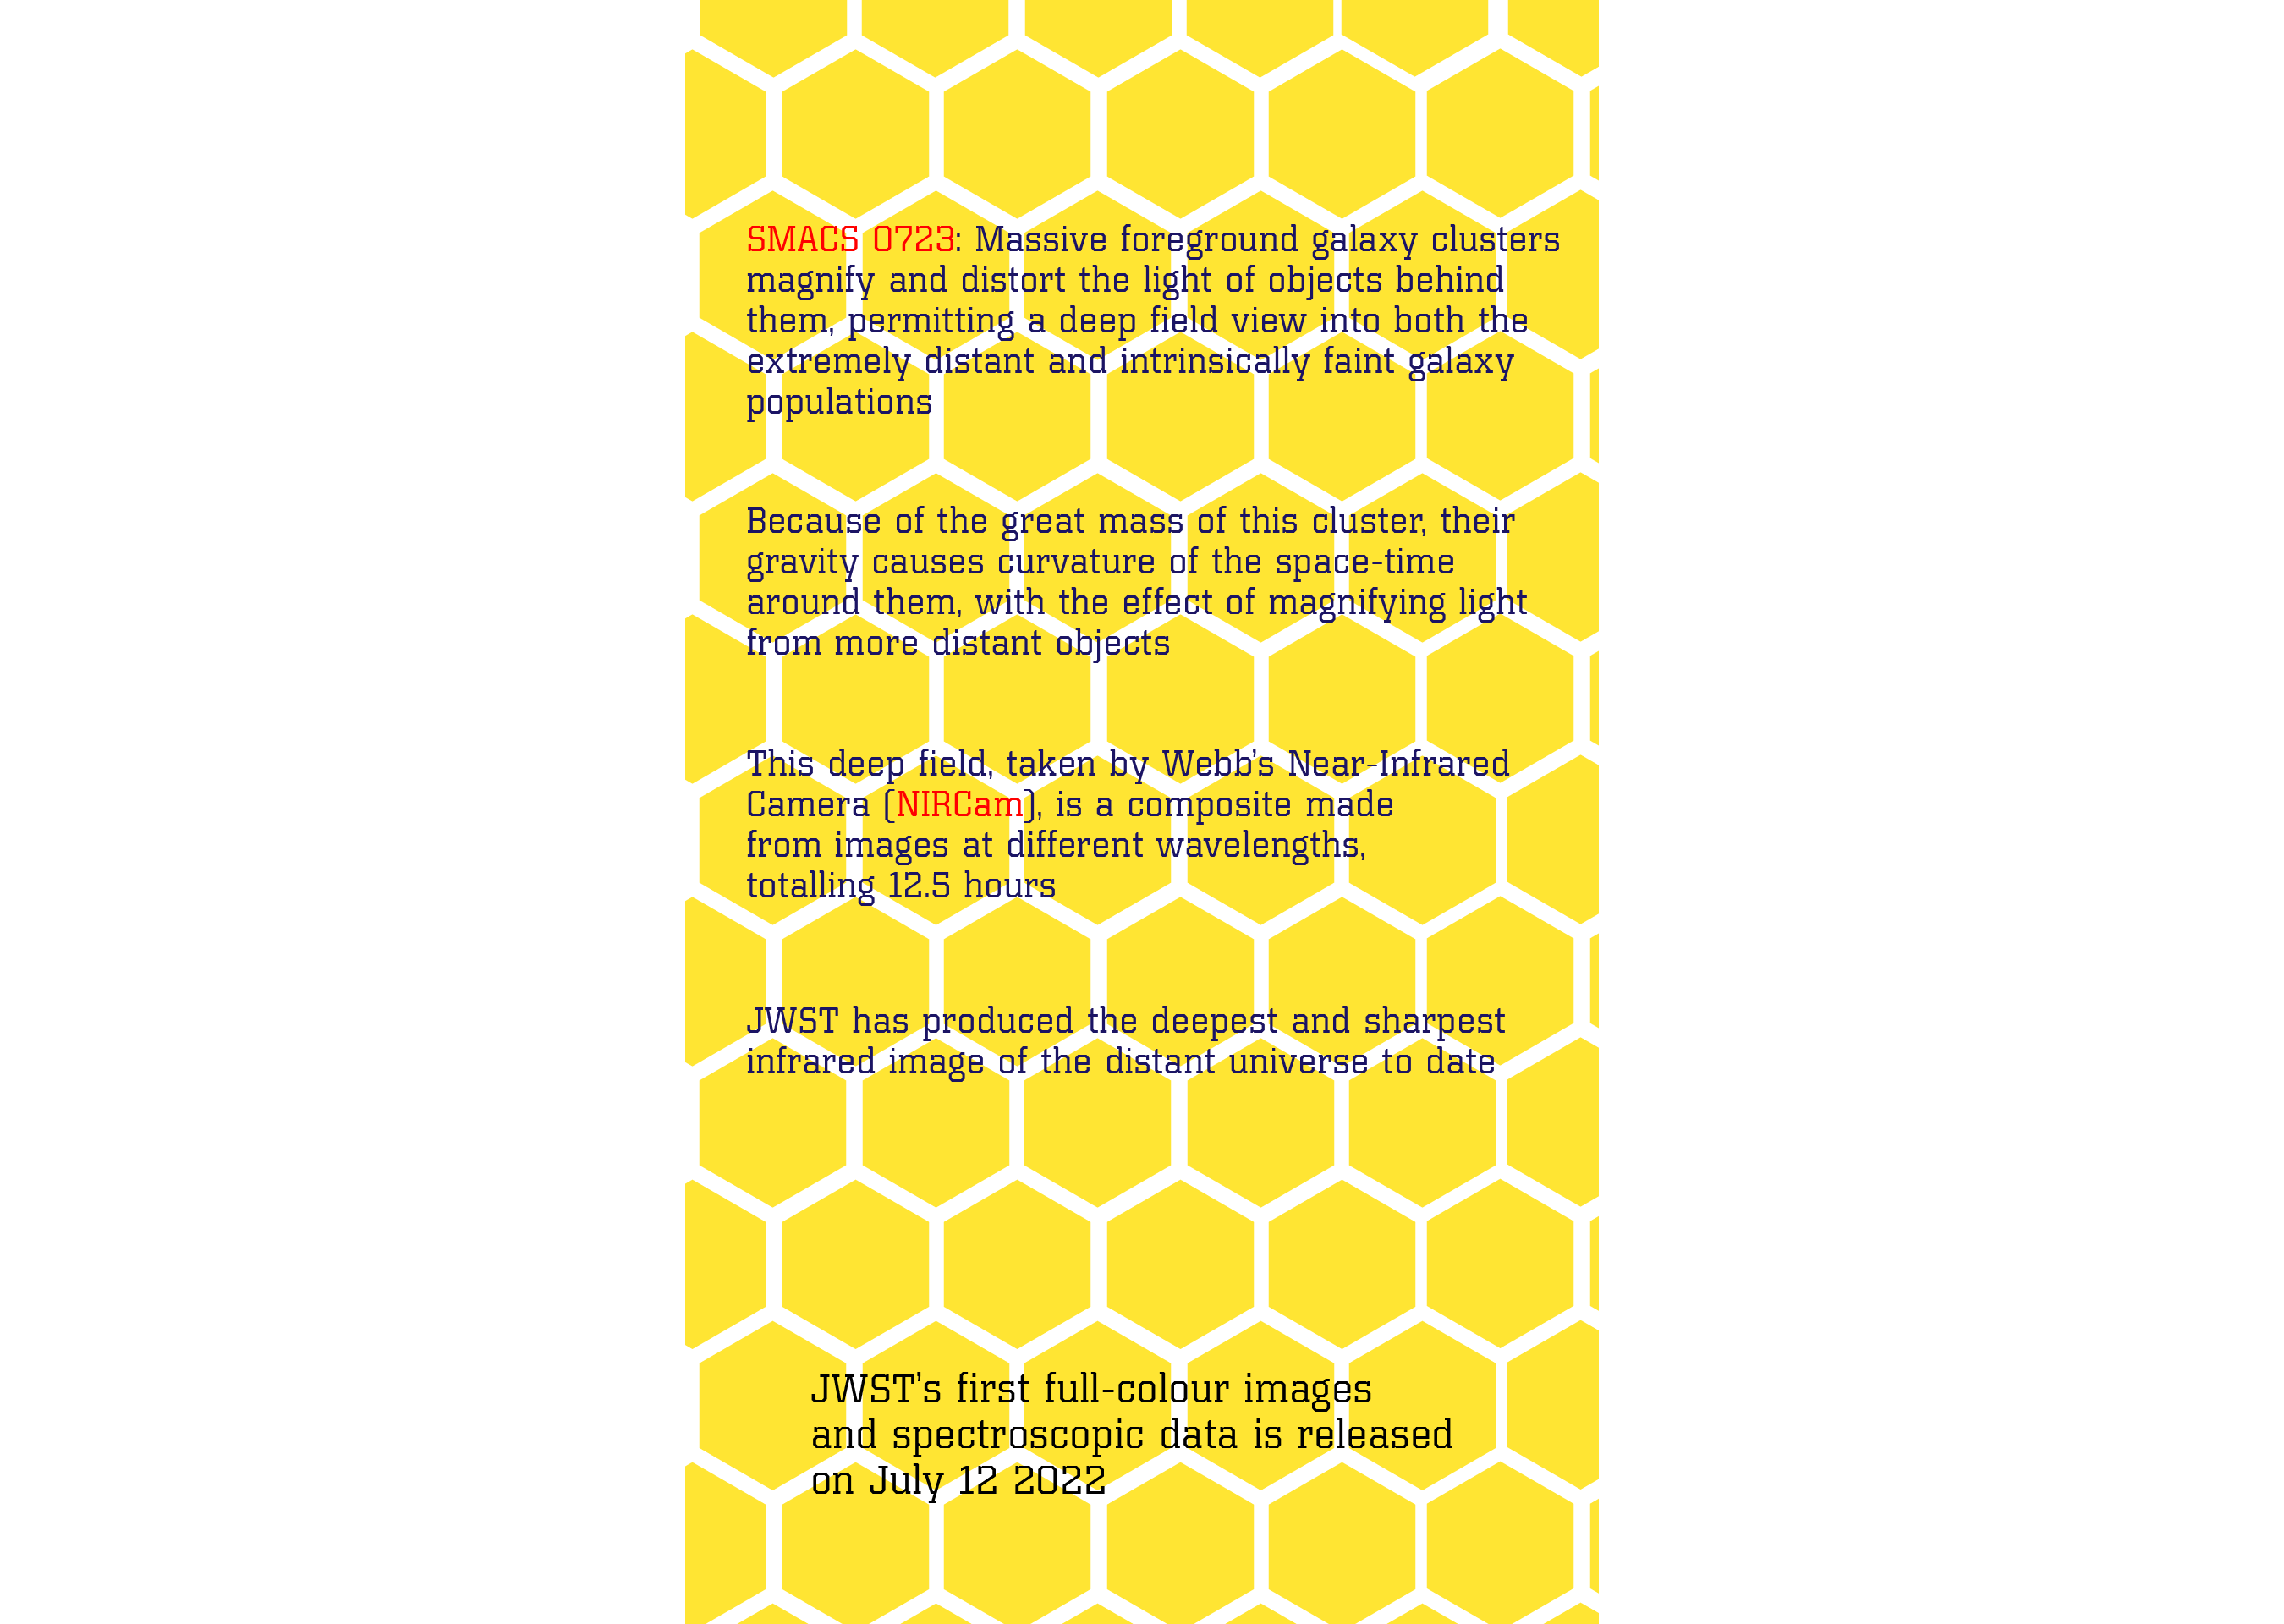 SMACS 0723: Massive foreground galaxy clusters
magnify and distort the light of objects behind
them, permitting a deep field view into both the
extremely distant and intrinsically faint galaxy
populations
Because of the great mass of this cluster, their
gravity causes curvature of the space-time
around them, with the effect of magnifying light
from more distant objects
This deep field, taken by Webb's Near-Infrared
Camera (NIRCam), is a composite made
from images at different wavelengths,
totalling 12.5 hours
JWST has produced the deepest and sharpest
infrared image of the distant universe to date
JWST's first full-colour images
and spectroscopic data is released
on July 12 2022